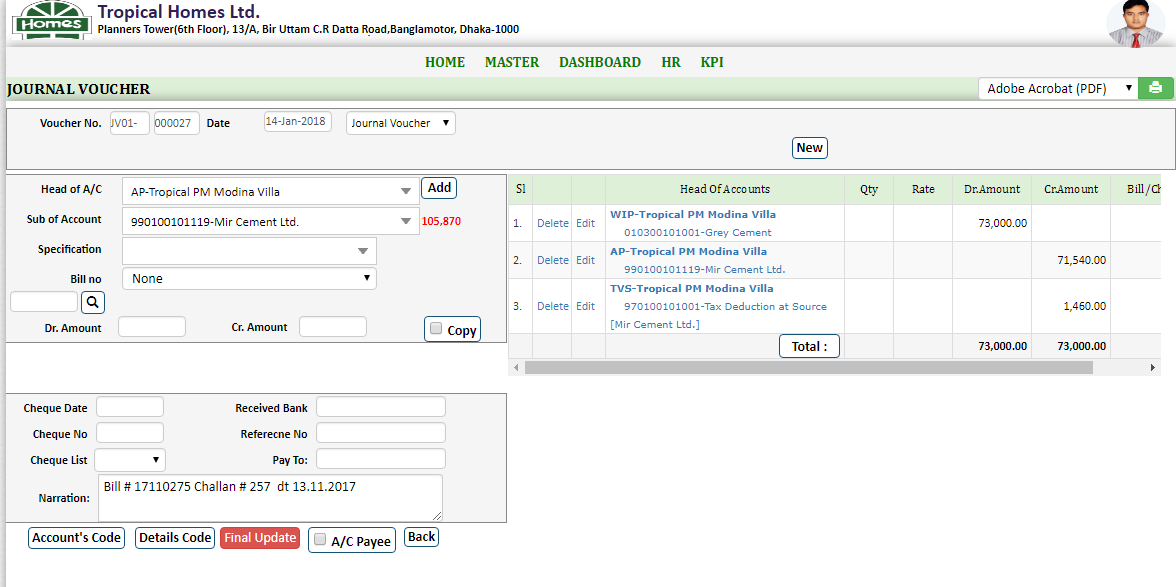 Homes
Tropical Homes Ltd.
Planners Tower(6th Floor), 13/A, Bir Uttam C.R Datta Road,Banglamotor, Dhaka-1000
HOME MASTER DASHBOARD HR KPI
JOURNAL VOUCHER
Adobe Acrobat (PDF)
Voucher No. JV01- 000027 Date 14-Jan-2018 Journal Voucher
New
Head of A/C AP-Tropical PM Modina Villa Add
Sub of Account 990100101119-Mir Cement Ltd. 105,870
Specification
Bill no None
Dr. Amount Cr. Amount Copy
Sl Head Of Accounts Qty Rate Dr.Amount Cr.Amount Bill/Ch
1. Delete Edit WIP-Tropical PM Modina Villa 73,000.00
010300101001-Grey Cement
2. Delete Edit AP-Tropical PM Modina Villa 71,540.00
990100101119-Mir Cement Ltd.
3. Delete Edit TVS-Tropical PM Modina Villa 1,460.00
970100101001-Tax Deduction at Source
[Mir Cement Ltd.]
Total : 73,000.00 73,000.00
Cheque Date Received Bank
Cheque No Referecne No
Cheque List Pay To:
Narration: Bill # 17110275 Challan # 257 dt 13.11.2017
Account's Code Details Code Final Update A/C Payee Back